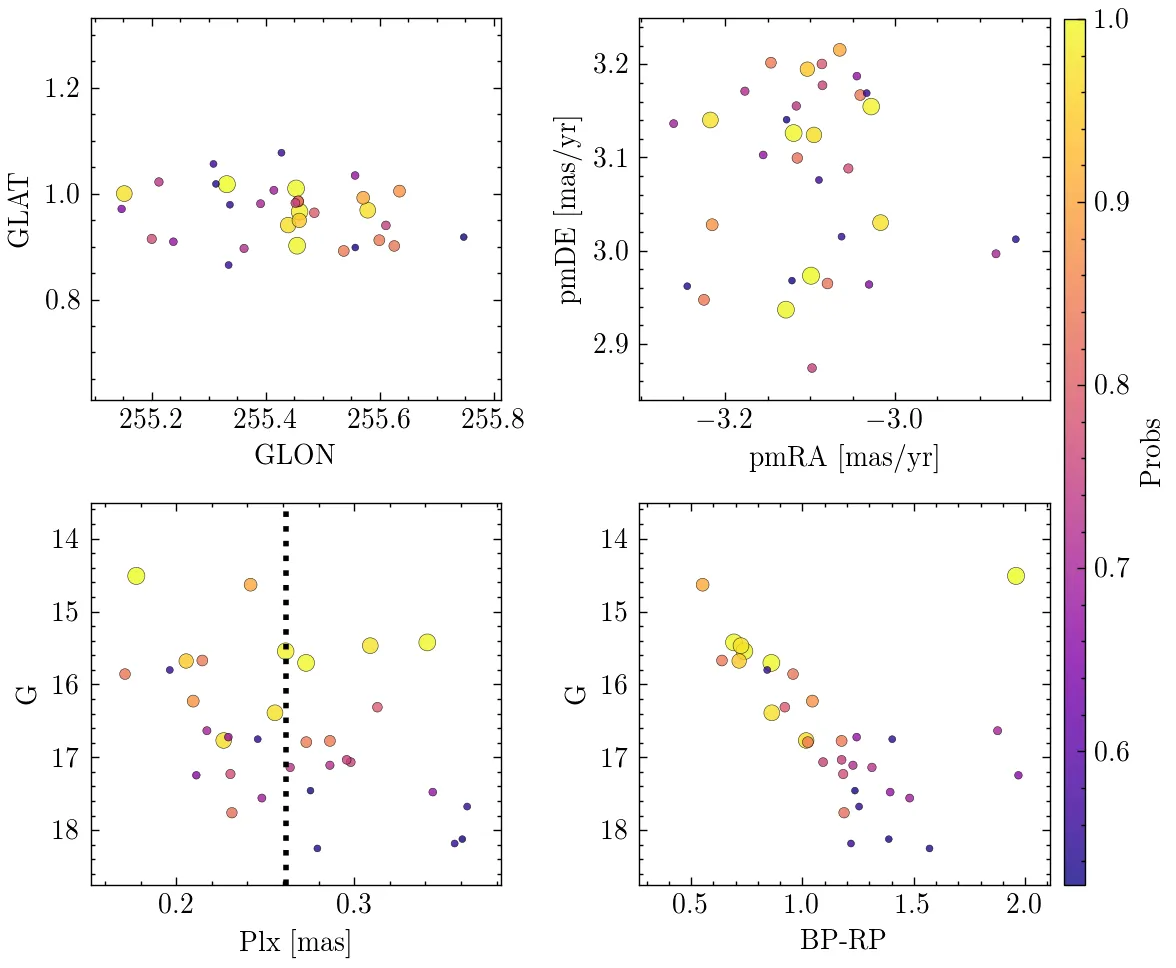 1.2
1.0
0.8
GLAT
255.2 255.4 255.6 255.8
GLON
3.2
3.1
3.0
2.9
pmDE [mas/yr]
−3.2 −3.0
pmRA [mas/yr]
1.0
0.9
0.8
0.7
0.6
Probs
14
15
16
17
18
G
0.2 0.3
Plx [mas]
14
15
16
17
18
G
0.5 1.0 1.5 2.0
BP-RP